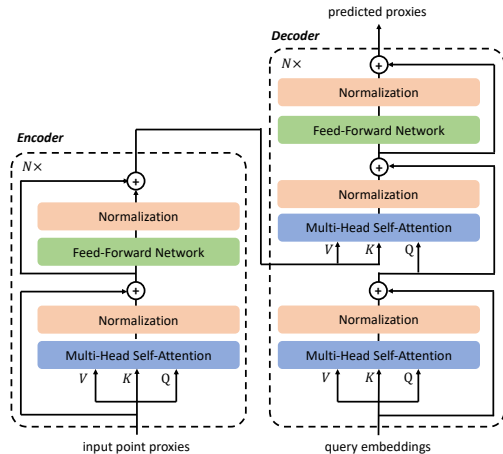 predicted proxies
Decoder
N×
Normalization
Feed-Forward Network
Normalization
Multi-Head Self-Attention
V K Q
Normalization
Multi-Head Self-Attention
V K Q
query embeddings
Encoder
N×
Normalization
Feed-Forward Network
Normalization
Multi-Head Self-Attention
V K Q
input point proxies